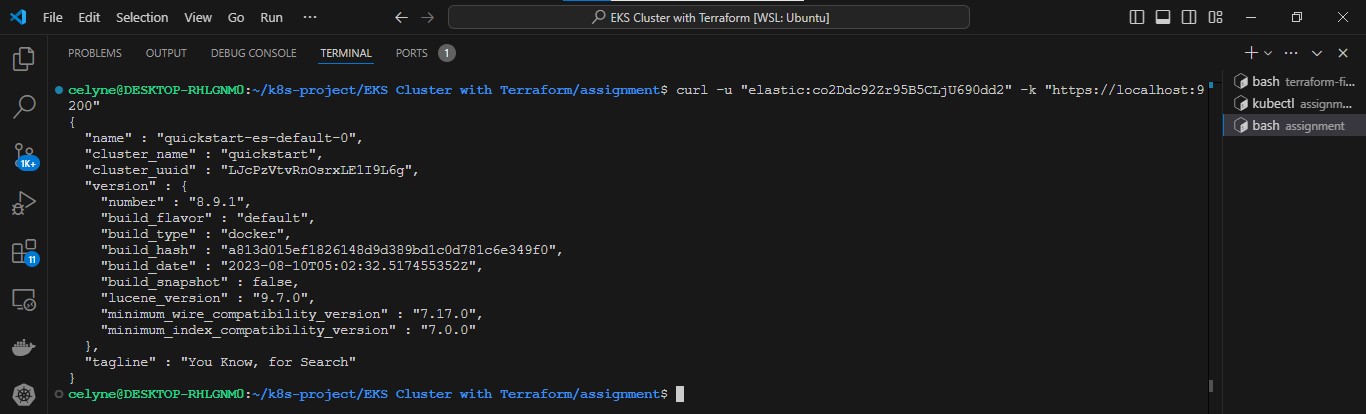 File Edit Selection View Go Run ··· EKS Cluster with Terraform [WSL: Ubuntu]
PROBLEMS OUTPUT DEBUG CONSOLE TERMINAL PORTS 1
celyne@DESKTOP-RHLGNM0:~/k8s-project/EKS Cluster with Terraform/assignment$ curl -u "elastic:co2Ddc92Zr95B5CLjU690dd2" -k "https://localhost:9
200"
{
  "name" : "quickstart-es-default-0",
  "cluster_name" : "quickstart",
  "cluster_uuid" : "LJcPzVtvRnOsrxLE1I9L6g",
  "version" : {
    "number" : "8.9.1",
    "build_flavor" : "default",
    "build_type" : "docker",
    "build_hash" : "a813d015ef1826148d9d389bd1c0d781c6e349f0",
    "build_date" : "2023-08-10T05:02:32.517455352Z",
    "build_snapshot" : false,
    "lucene_version" : "9.7.0",
    "minimum_wire_compatibility_version" : "7.17.0",
    "minimum_index_compatibility_version" : "7.0.0"
  },
  "tagline" : "You Know, for Search"
}
celyne@DESKTOP-RHLGNM0:~/k8s-project/EKS Cluster with Terraform/assignment$
bash terraform-fi...
kubectl assignm...
bash assignment
1K+
11